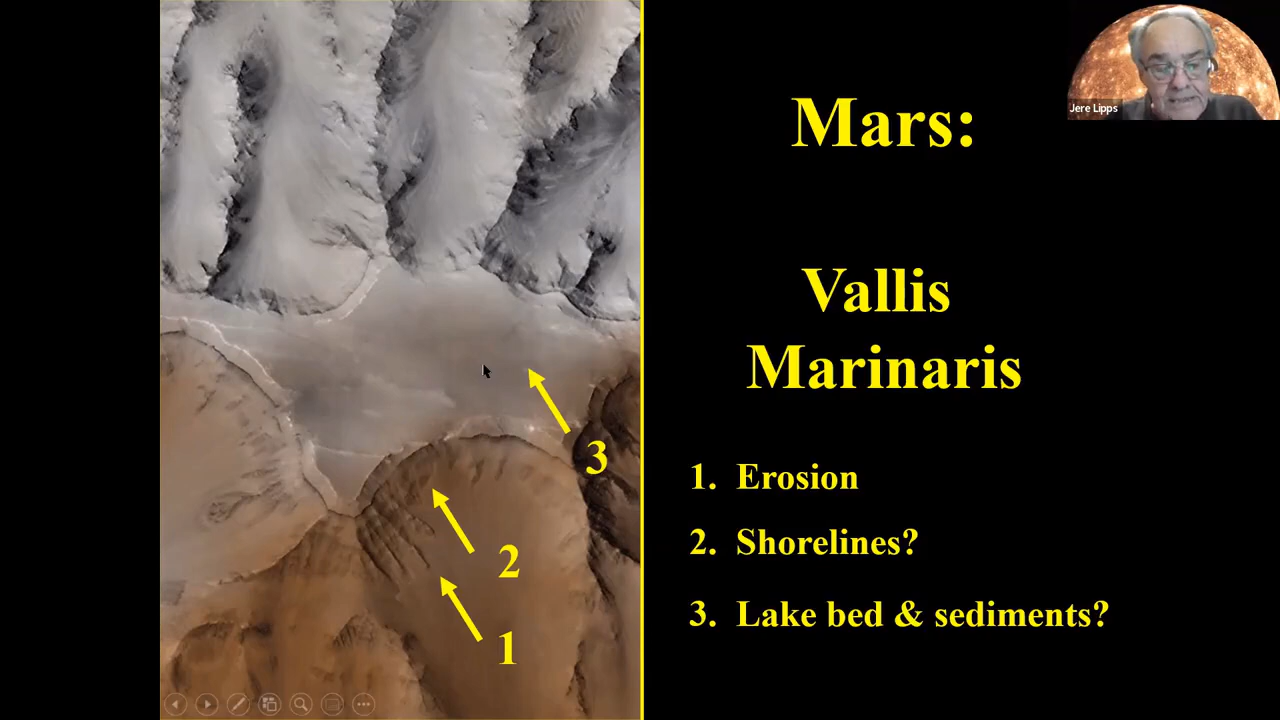 Jere Lipps
Mars:
Vallis
Marinaris
1. Erosion
2. Shorelines?
3. Lake bed & sediments?
3
2
1